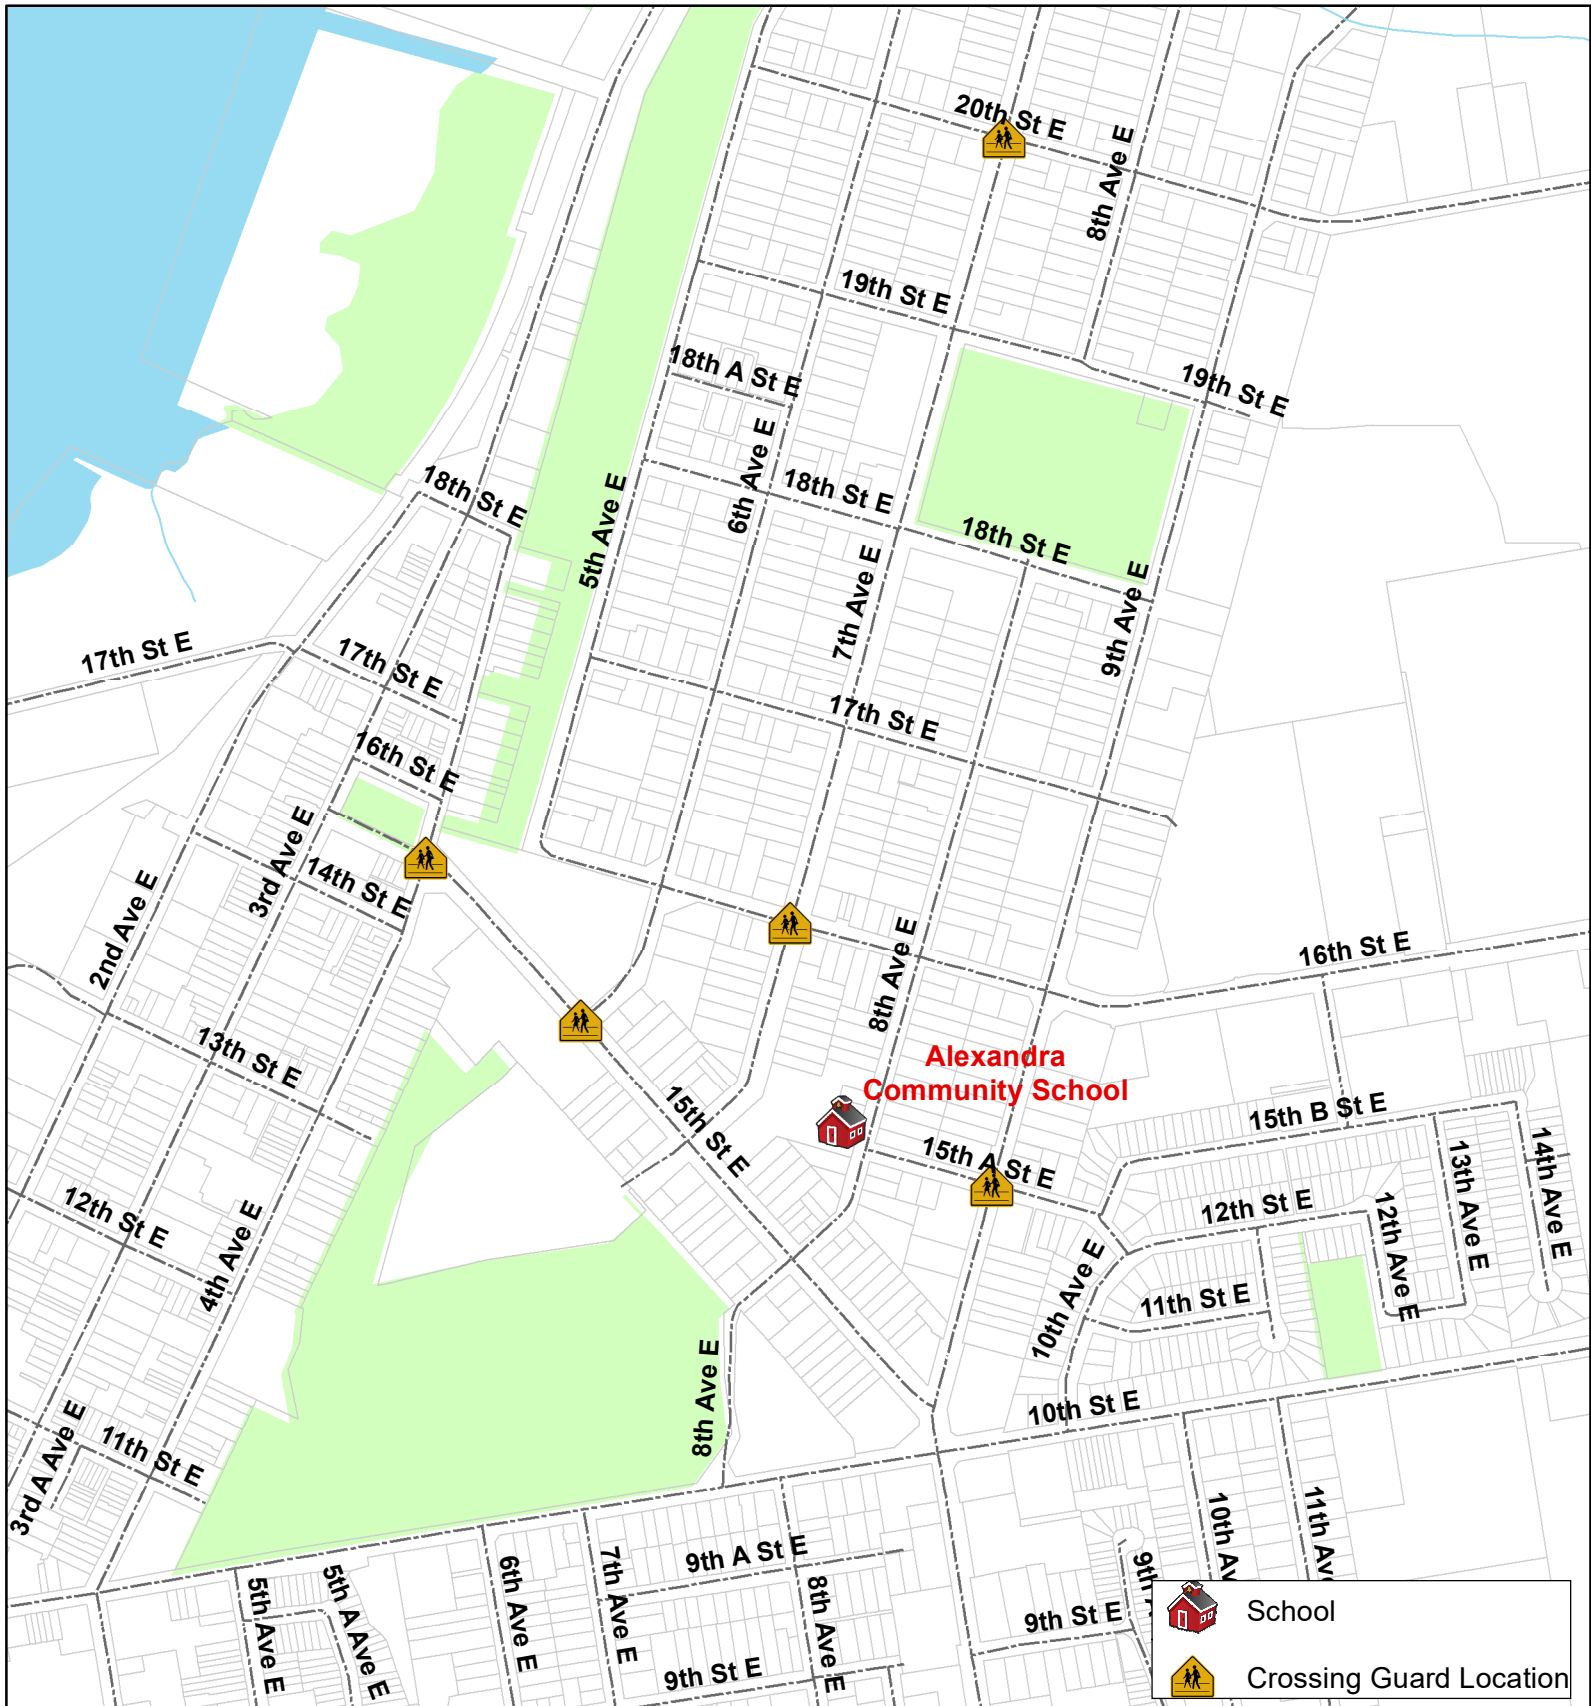 20th St E
8th Ave E
19th St E
18th A St E
19th St E
6th Ave E
18th St E
18th St E
5th Ave E
18th St E
7th Ave E
9th Ave E
17th St E
17th St E
17th St E
16th St E
3rd Ave E
14th St E
2nd Ave E
8th Ave E
16th St E
13th St E
Alexandra
Community School
15th St E
15th B St E
15th A St E
14th Ave E
13th Ave E
12th St E
12th St E
12th Ave E
4th Ave E
10th Ave E
11th St E
8th Ave E
10th St E
3rd A Ave E
11th St E
10th Av
11th Av
9th A St E
6th Ave E
7th Ave E
5th Ave E
5th A Ave E
8th Ave E
9th
9th St E
9th St E
School
Crossing Guard Location